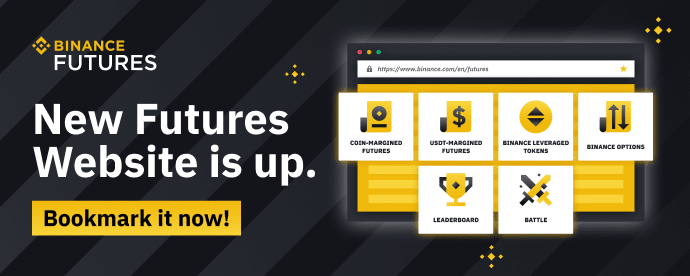 BINANCE
FUTURES
New Futures
Website is up.
Bookmark it now!
https://www.binance.com/en/futures
COIN-MARGINED
FUTURES
USDT-MARGINED
FUTURES
BINANCE LEVERAGED
TOKENS
BINANCE OPTIONS
LEADERBOARD
BATTLE